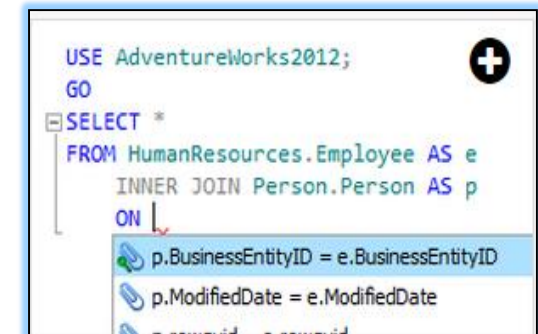 USE AdventureWorks2012;
GO
SELECT *
FROM HumanResources.Employee AS e
INNER JOIN Person.Person AS p
ON
p.BusinessEntityID = e.BusinessEntityID
p.ModifiedDate = e.ModifiedDate